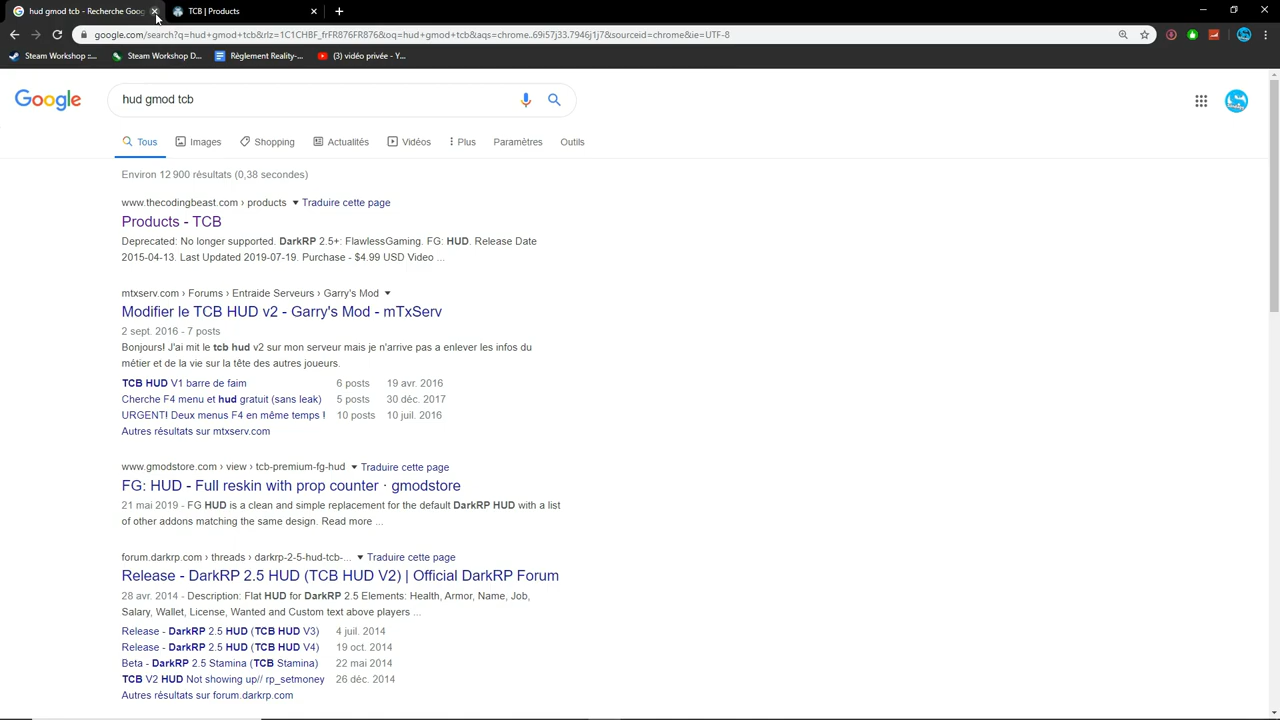 hud gmod tcb - Recherche Goog
TCB | Products
google.com/search?q=hud+gmod+tcb&rlz=1C1CHBF_frFR876FR876&oq=hud+gmod+tcb&aqs=chrome..69i57j33.7946j1j7&sourceid=chrome&ie=UTF-8
Steam Workshop ::...
Steam Workshop D...
Règlement Reality-...
(3) vidéo privée - Y...
Google
hud gmod tcb
Tous
Images
Shopping
Actualités
Vidéos
Plus
Paramètres
Outils
Environ 12 900 résultats (0,38 secondes)
www.thecodingbeast.com › products ▼ Traduire cette page
Products - TCB
Deprecated: No longer supported. DarkRP 2.5+: FlawlessGaming. FG: HUD. Release Date
2015-04-13. Last Updated 2019-07-19. Purchase - $4.99 USD Video ...
mtxserv.com › Forums › Entraide Serveurs › Garry's Mod ▼
Modifier le TCB HUD v2 - Garry's Mod - mTxServ
2 sept. 2016 - 7 posts
Bonjours! J'ai mit le tcb hud v2 sur mon serveur mais je n'arrive pas a enlever les infos du
métier et de la vie sur la tête des autres joueurs.
TCB HUD V1 barre de faim 6 posts 19 avr. 2016
Cherche F4 menu et hud gratuit (sans leak) 5 posts 30 déc. 2017
URGENT! Deux menus F4 en même temps ! 10 posts 10 juil. 2016
Autres résultats sur mtxserv.com
www.gmodstore.com › view › tcb-premium-fg-hud ▼ Traduire cette page
FG: HUD - Full reskin with prop counter · gmodstore
21 mai 2019 - FG HUD is a clean and simple replacement for the default DarkRP HUD with a list
of other addons matching the same design. Read more ...
forum.darkrp.com › threads › darkrp-2-5-hud-tcb-... ▼ Traduire cette page
Release - DarkRP 2.5 HUD (TCB HUD V2) | Official DarkRP Forum
28 avr. 2014 - Description: Flat HUD for DarkRP 2.5 Elements: Health, Armor, Name, Job,
Salary, Wallet, License, Wanted and Custom text above players ...
Release - DarkRP 2.5 HUD (TCB HUD V3) 4 juil. 2014
Release - DarkRP 2.5 HUD (TCB HUD V4) 19 oct. 2014
Beta - DarkRP 2.5 Stamina (TCB Stamina) 22 mai 2014
TCB V2 HUD Not showing up// rp_setmoney 26 déc. 2014
Autres résultats sur forum.darkrp.com